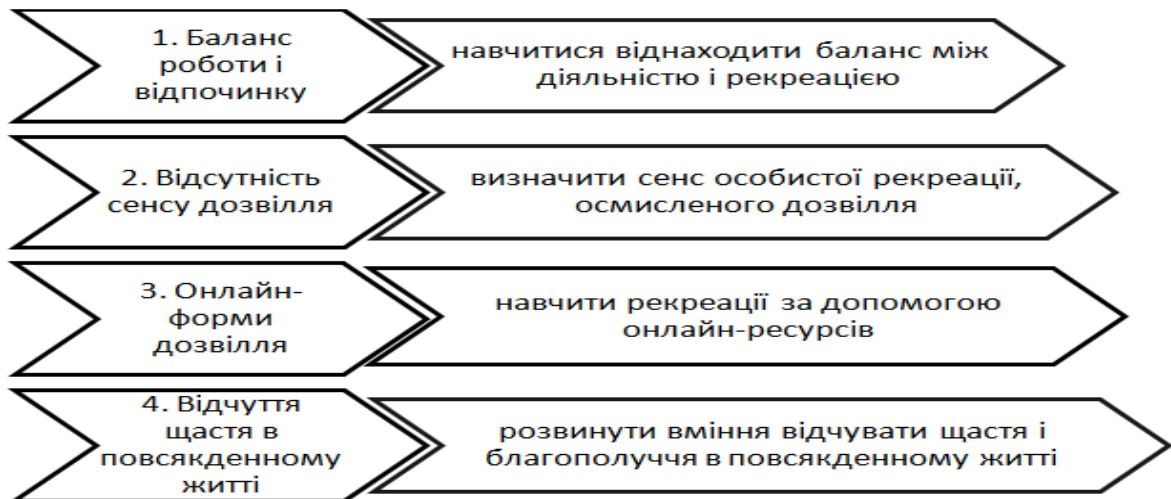 1. Баланс
роботи і
відпочинку
навчитися віднаходити баланс між
діяльністю і рекреацією
2. Відсутність
сенсу дозвілля
визначити сенс особистої рекреації,
осмисленого дозвілля
3. Онлайн-
форми
дозвілля
навчити рекреації за допомогою
онлайн-ресурсів
4. Відчуття
щастя в
повсякденному
житті
розвинути вміння відчувати щастя і
благополуччя в повсякденному житті